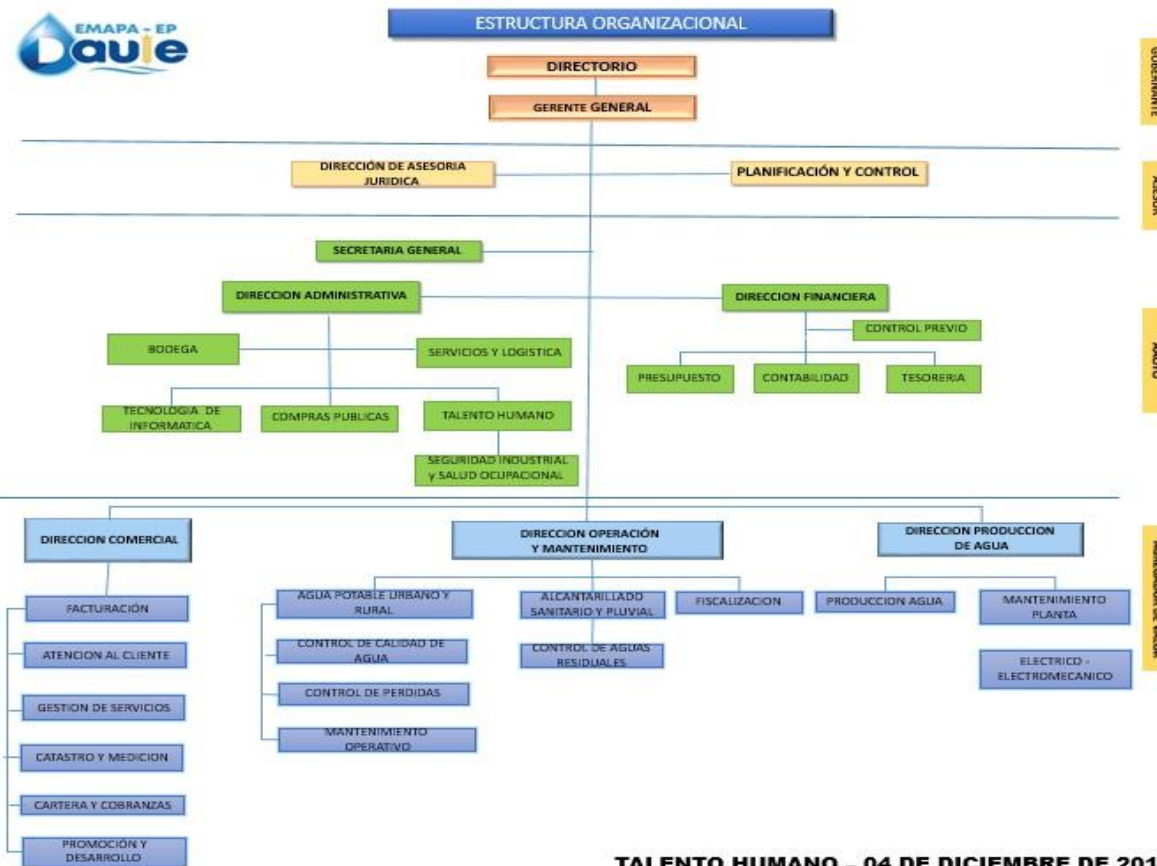 EMAPA - EP
Daule
ESTRUCTURA ORGANIZACIONAL
DIRECTORIO
GERENTE GENERAL
GOBERNANTE
DIRECCIÓN DE ASESORIA
JURIDICA
PLANIFICACIÓN Y CONTROL
ASESOR
SECRETARIA GENERAL
DIRECCION ADMINISTRATIVA
DIRECCION FINANCIERA
CONTROL PREVIO
BODEGA
SERVICIOS Y LOGISTICA
PRESUPUESTO
CONTABILIDAD
TESORERIA
TECNOLOGIA DE
INFORMATICA
COMPRAS PUBLICAS
TALENTO HUMANO
SEGURIDAD INDUSTRIAL
y SALUD OCUPACIONAL
DIRECCION COMERCIAL
DIRECCION OPERACIÓN
Y MANTENIMIENTO
DIRECCION PRODUCCION
DE AGUA
FACTURACIÓN
ATENCION AL CLIENTE
GESTION DE SERVICIOS
CATASTRO Y MEDICION
CARTERA Y COBRANZAS
PROMOCIÓN Y
DESARROLLO
AGUA POTABLE URBANO Y
RURAL
CONTROL DE CALIDAD DE
AGUA
CONTROL DE PERDIDAS
MANTENIMIENTO
OPERATIVO
ALCANTARILLADO
SANITARIO Y PLUVIAL
CONTROL DE AGUAS
RESIDUALES
FISCALIZACION
PRODUCCION AGUA
MANTENIMIENTO
PLANTA
ELECTRICO -
ELECTROMECANICO
TALENTO HUMANO – 04 DE DICIEMBRE DE 201